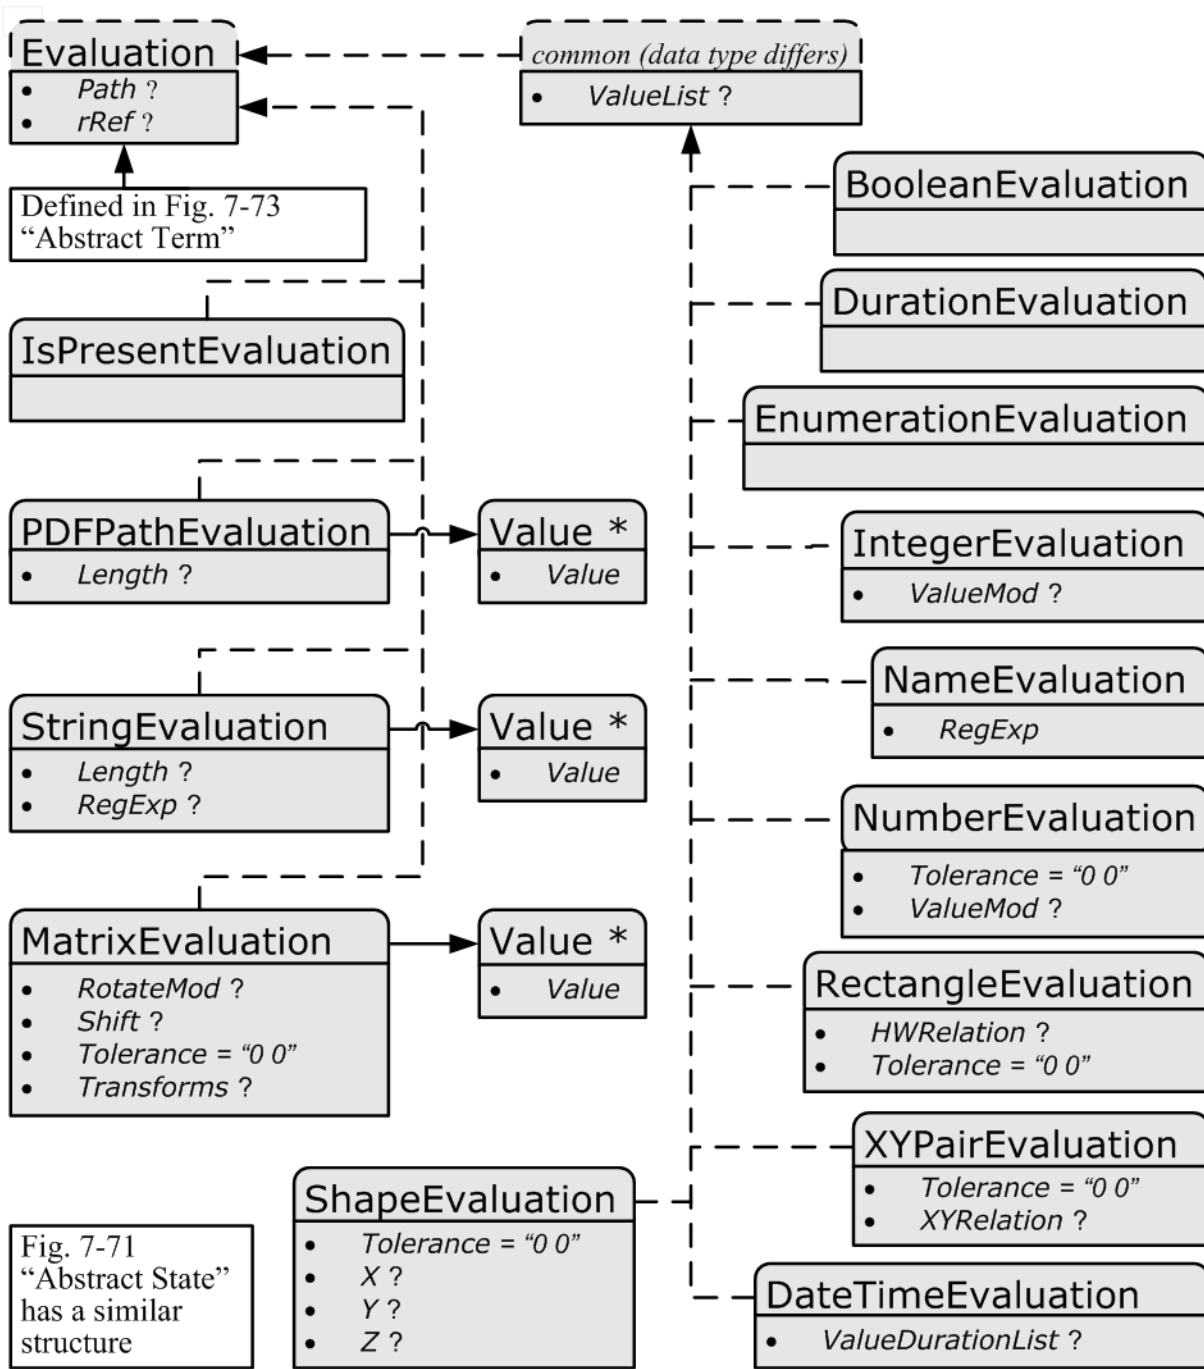 Evaluation
• Path ?
• rRef ?
common (data type differs)
• ValueList ?
Defined in Fig. 7-73
“Abstract Term”
BooleanEvaluation
DurationEvaluation
IsPresentEvaluation
EnumerationEvaluation
PDFPathEvaluation
• Length ?
Value *
• Value
IntegerEvaluation
• ValueMod ?
StringEvaluation
• Length ?
• RegExp ?
Value *
• Value
NameEvaluation
• RegExp
NumberEvaluation
• Tolerance = “0 0”
• ValueMod ?
MatrixEvaluation
• RotateMod ?
• Shift ?
• Tolerance = “0 0”
• Transforms ?
Value *
• Value
RectangleEvaluation
• HWRelation ?
• Tolerance = “0 0”
XYPairEvaluation
• Tolerance = “0 0”
• XYRelation ?
ShapeEvaluation
• Tolerance = “0 0”
• X ?
• Y ?
• Z ?
Fig. 7-71
“Abstract State”
has a similar
structure
DateTimeEvaluation
• ValueDurationList ?